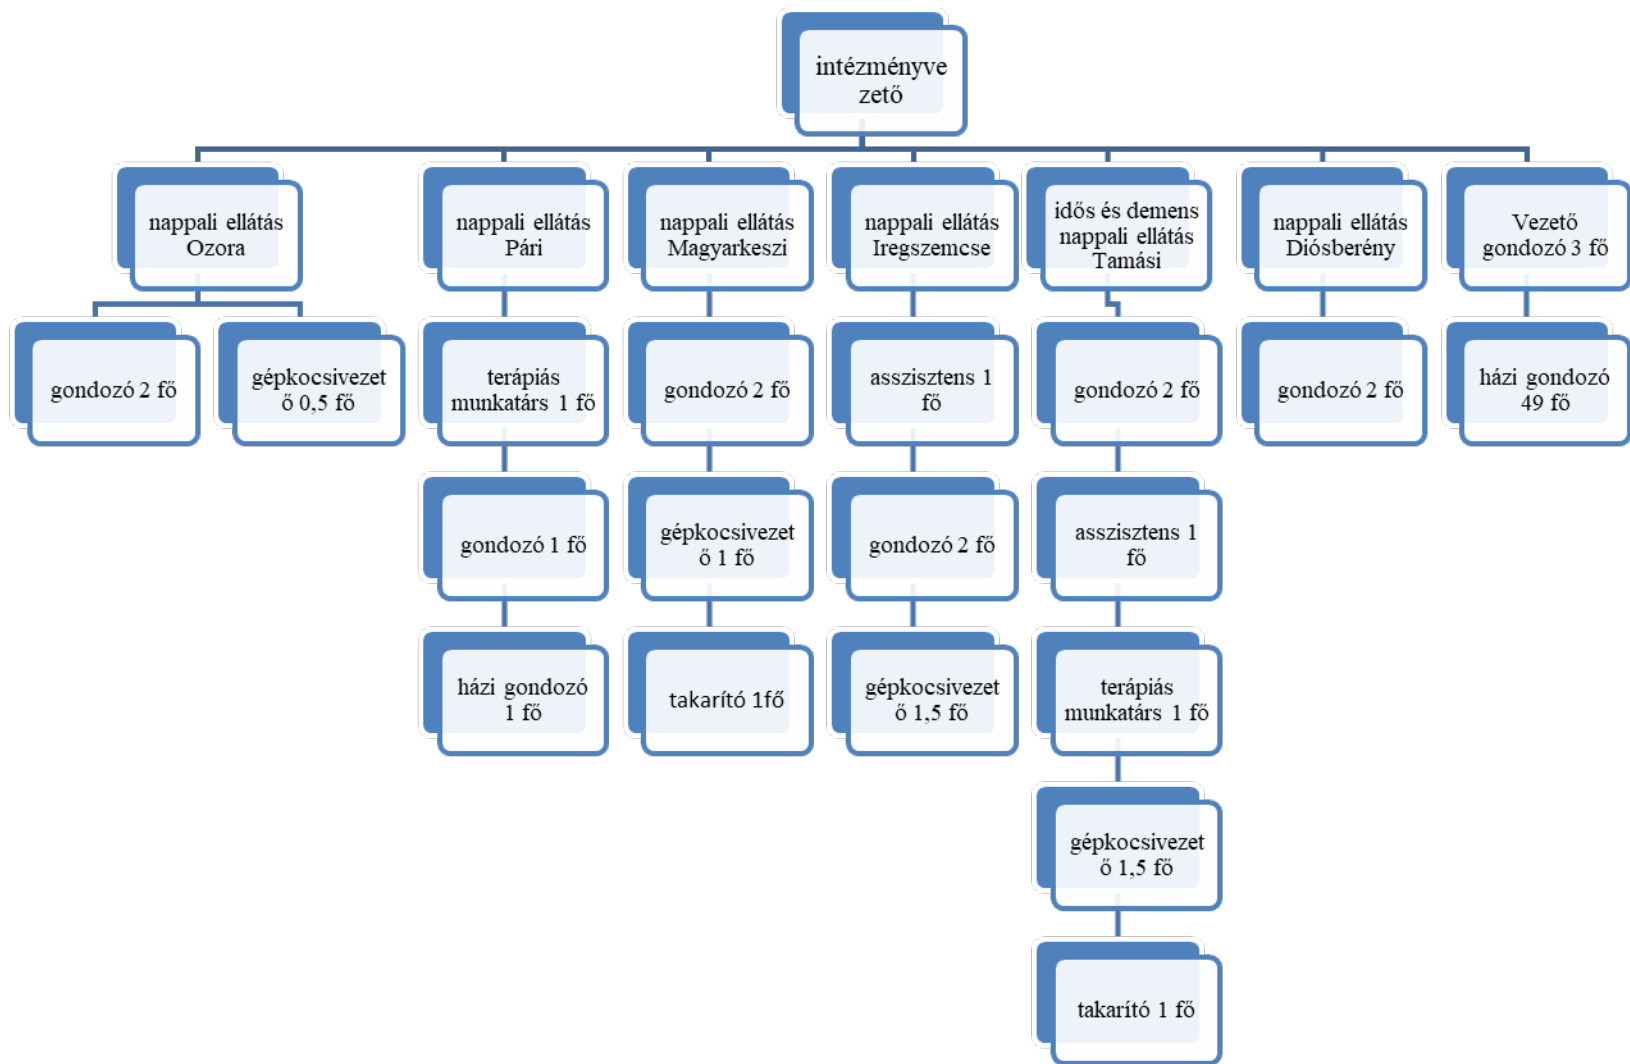 intézményve
zető
nappali ellátás
Ozora
nappali ellátás
Pári
nappali ellátás
Magyarkeszi
nappali ellátás
Iregszemcse
idős és demens
nappali ellátás
Tamási
nappali ellátás
Diósberény
Vezető
gondozó 3 fő
gondozó 2 fő
gépkocsivezet
ő 0,5 fő
terápiás
munkatárs 1 fő
gondozó 2 fő
asszisztens 1
fő
gondozó 2 fő
gondozó 2 fő
házi gondozó
49 fő
gondozó 1 fő
gépkocsivezet
ő 1 fő
gondozó 2 fő
asszisztens 1
fő
házi gondozó
1 fő
takarító 1fő
gépkocsivezet
ő 1,5 fő
terápiás
munkatárs 1 fő
gépkocsivezet
ő 1,5 fő
takarító 1 fő